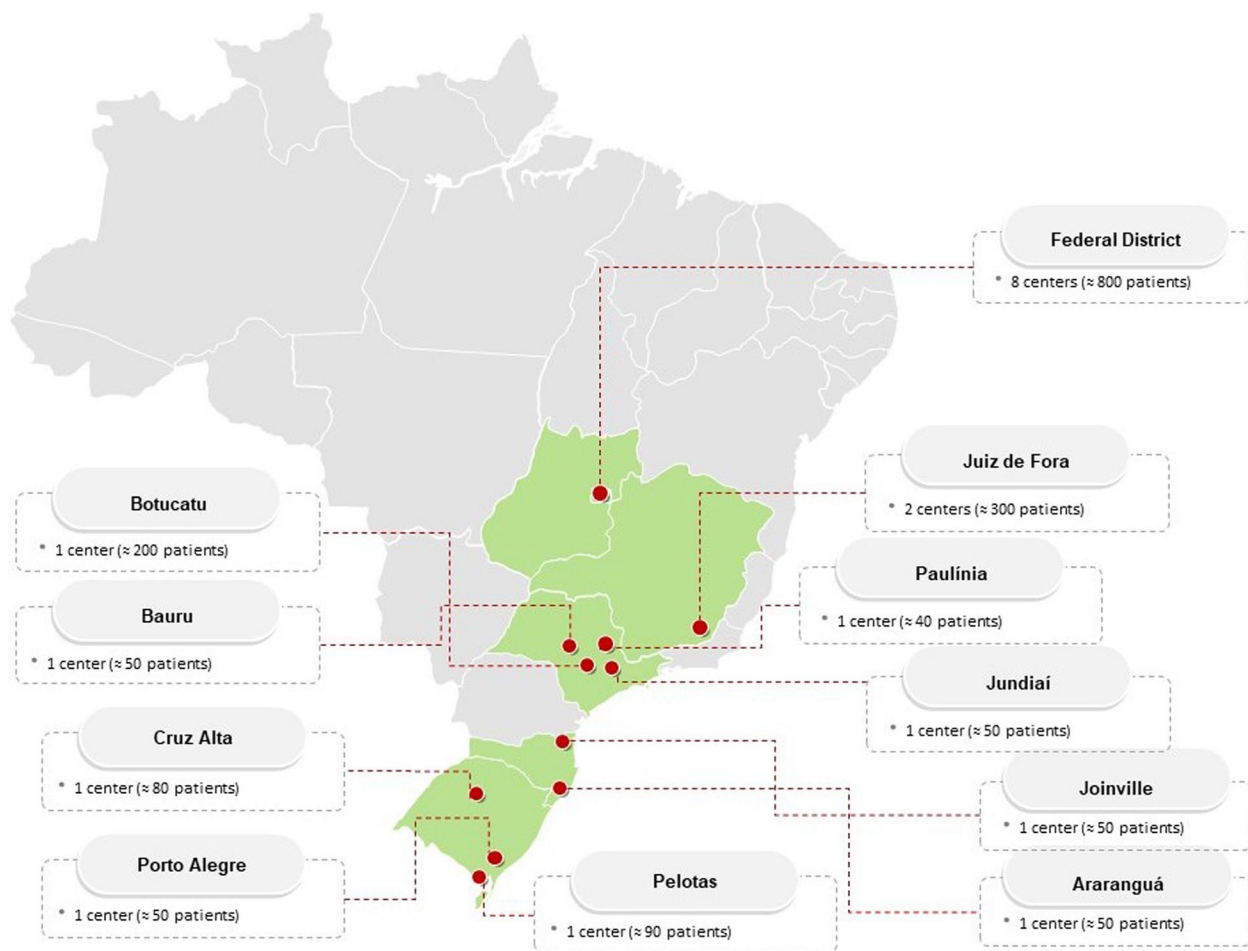 Federal District
• 8 centers (≈ 800 patients)
Juiz de Fora
• 2 centers (≈ 300 patients)
Botucatu
• 1 center (≈ 200 patients)
Paulínia
• 1 center (≈ 40 patients)
Bauru
• 1 center (≈ 50 patients)
Jundiaí
• 1 center (≈ 50 patients)
Cruz Alta
• 1 center (≈ 80 patients)
Joinville
• 1 center (≈ 50 patients)
Porto Alegre
• 1 center (≈ 50 patients)
Pelotas
• 1 center (≈ 90 patients)
Araranguá
• 1 center (≈ 50 patients)